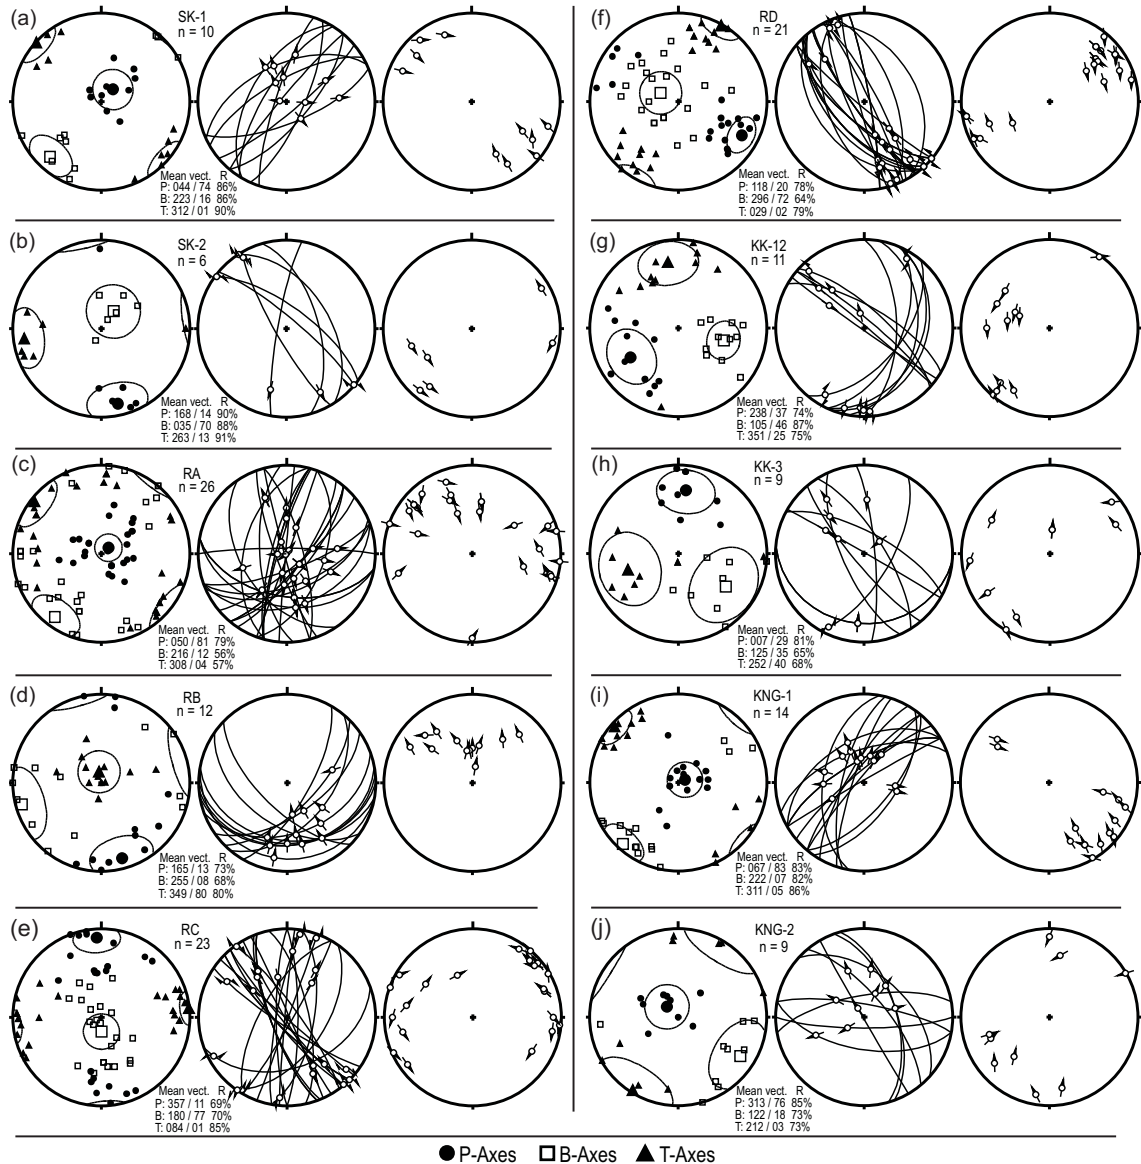 (a)
SK-1
n = 10
Mean vect. R
P: 044 / 74 86%
B: 223 / 16 86%
T: 312 / 01 90%
(b)
SK-2
n = 6
Mean vect. R
P: 168 / 14 90%
B: 035 / 70 88%
T: 263 / 13 91%
(c)
RA
n = 26
Mean vect. R
P: 050 / 81 79%
B: 216 / 12 56%
T: 308 / 04 57%
(d)
RB
n = 12
Mean vect. R
P: 165 / 13 73%
B: 255 / 08 68%
T: 349 / 80 80%
(e)
RC
n = 23
Mean vect. R
P: 357 / 11 69%
B: 180 / 77 70%
T: 084 / 01 85%
(f)
RD
n = 21
Mean vect. R
P: 118 / 20 78%
B: 296 / 72 64%
T: 029 / 02 79%
(g)
KK-12
n = 11
Mean vect. R
P: 238 / 37 74%
B: 105 / 46 87%
T: 351 / 25 75%
(h)
KK-3
n = 9
Mean vect. R
P: 007 / 29 81%
B: 125 / 35 65%
T: 252 / 40 68%
(i)
KNG-1
n = 14
Mean vect. R
P: 067 / 83 83%
B: 222 / 07 82%
T: 311 / 05 86%
(j)
KNG-2
n = 9
Mean vect. R
P: 313 / 76 85%
B: 122 / 18 73%
T: 212 / 03 73%
P-Axes B-Axes T-Axes